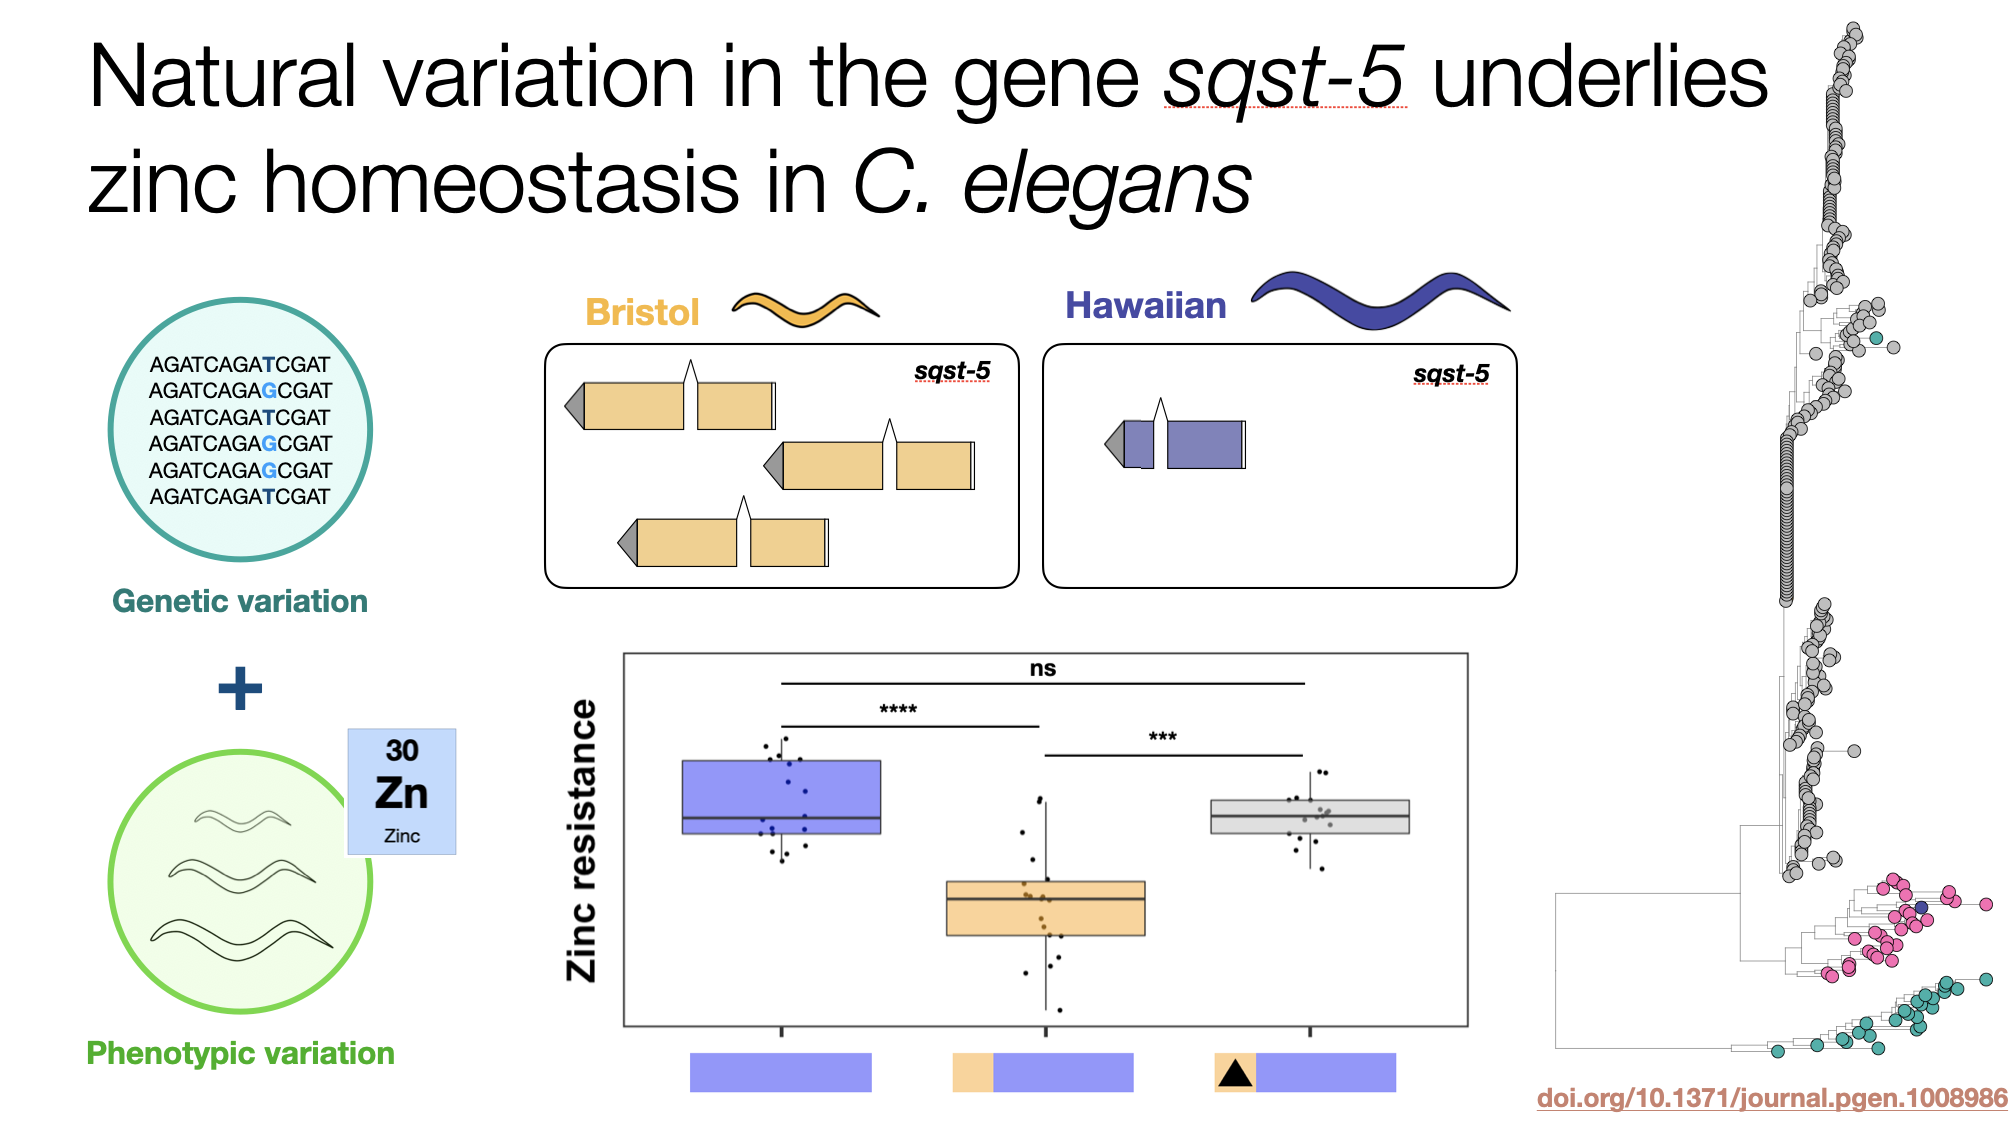 Natural variation in the gene sqst-5 underlies
zinc homeostasis in C. elegans
AGATCAGATCGAT
AGATCAGAGCGAT
AGATCAGATCGAT
AGATCAGAGCGAT
AGATCAGAGCGAT
AGATCAGATCGAT
Genetic variation
+
30
Zn
Zinc
Phenotypic variation
Bristol
sqst-5
Hawaiian
sqst-5
Zinc resistance
ns
****
***
doi.org/10.1371/journal.pgen.1008986